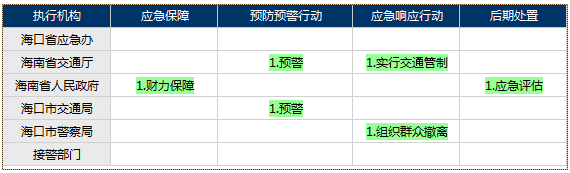 执行机构 应急保障 预防预警行动 应急响应行动 后期处置
海口省应急办
海南省交通厅 1.预警 1.实行交通管制
海南省人民政府 1.财力保障 1.应急评估
海口市交通局 1.预警
海口市警察局 1.组织群众撤离
接警部门